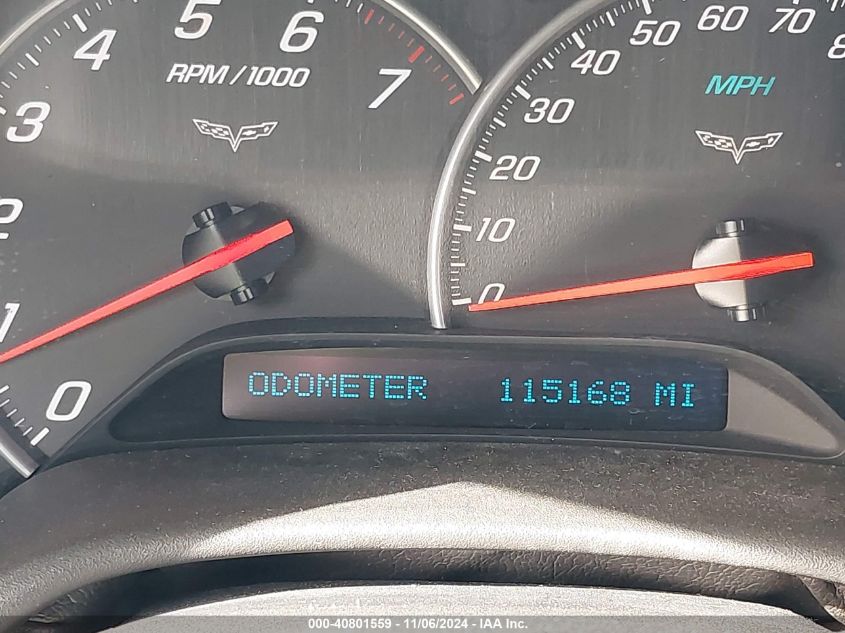 0 1 2 3 4 5 6 7
RPM/1000
0 10 20 30 40 50 60 70 8
MPH
ODOMETER 115168 MI
000-40801559 - 11/06/2024 - IAA Inc.